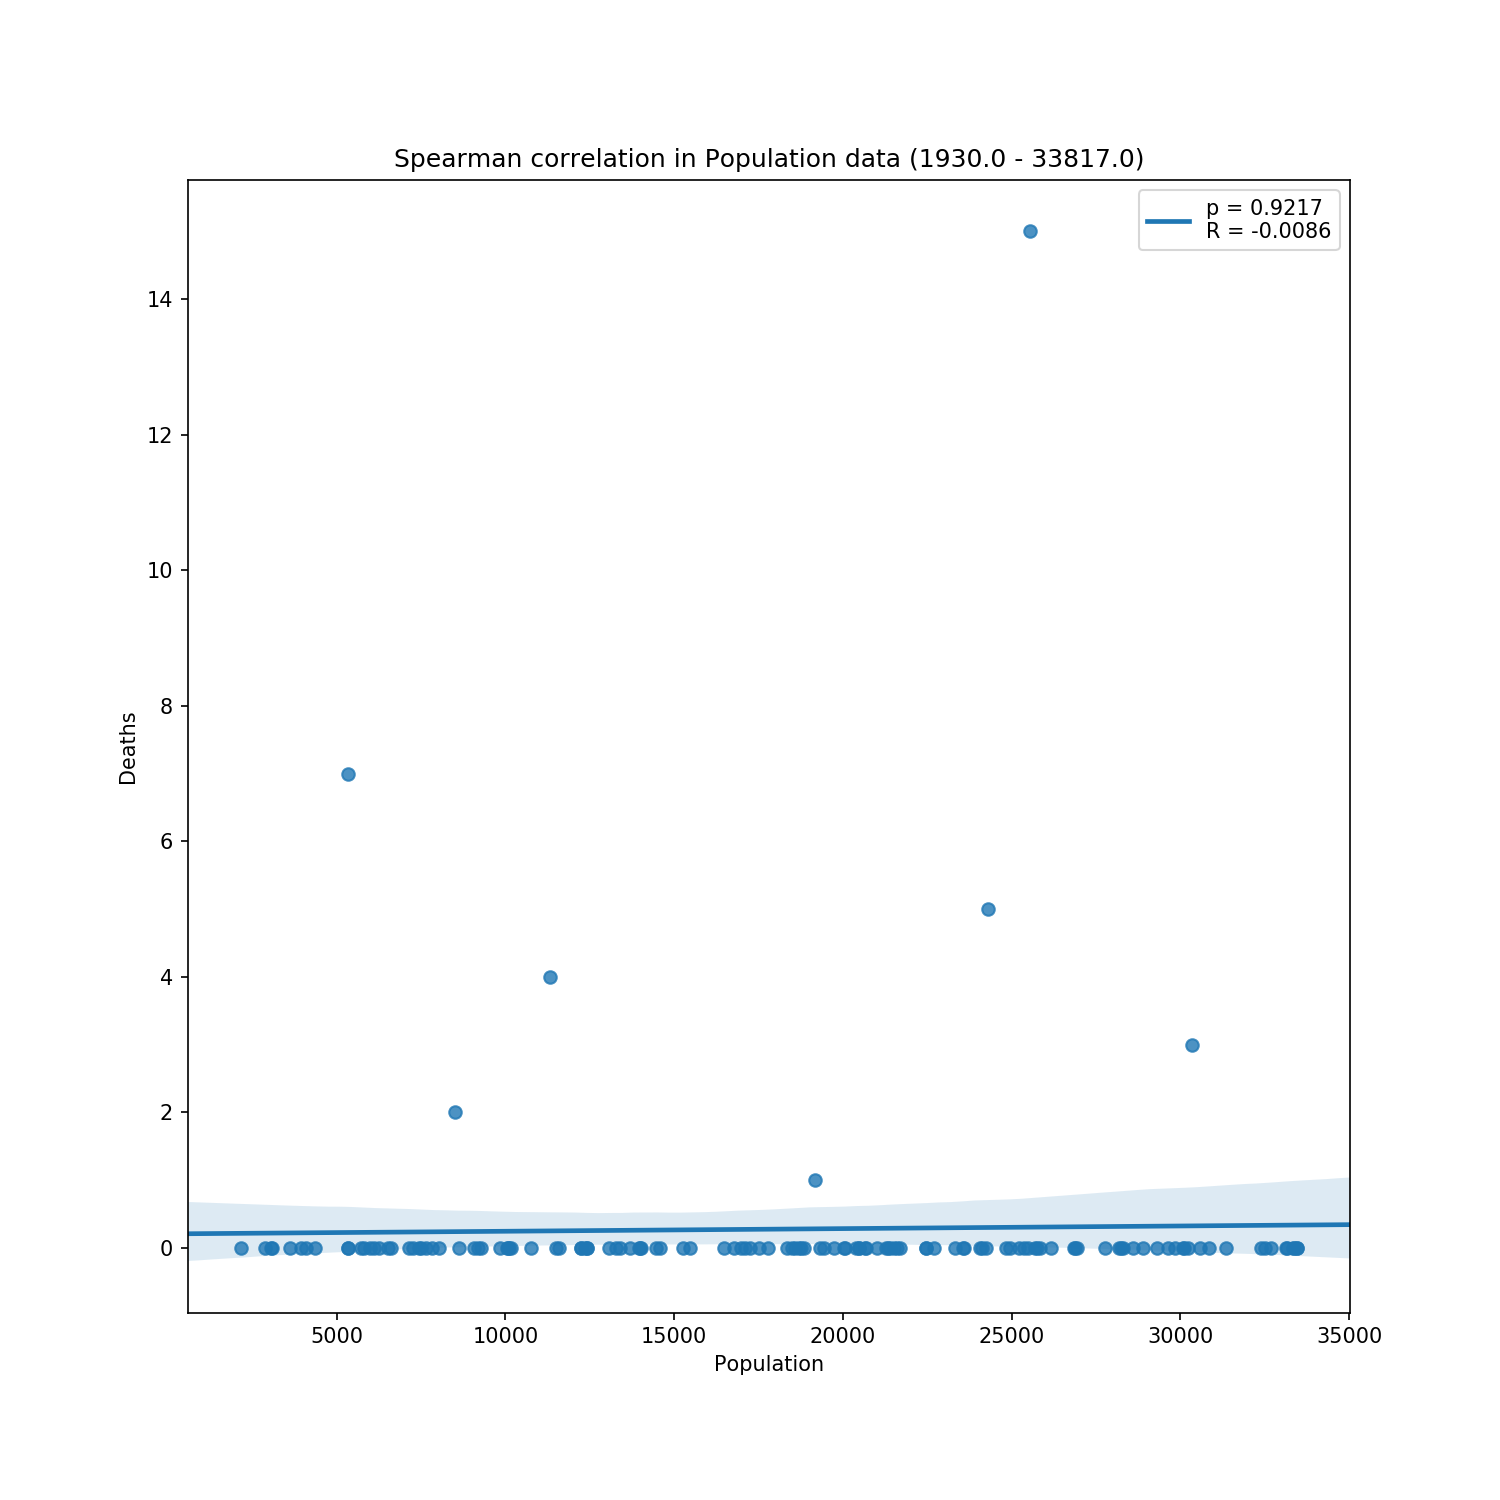 Spearman correlation in Population data (1930.0 - 33817.0)
p = 0.9217
R = -0.0086
14
12
10
8
6
4
2
0
Deaths
5000 10000 15000 20000 25000 30000 35000
Population